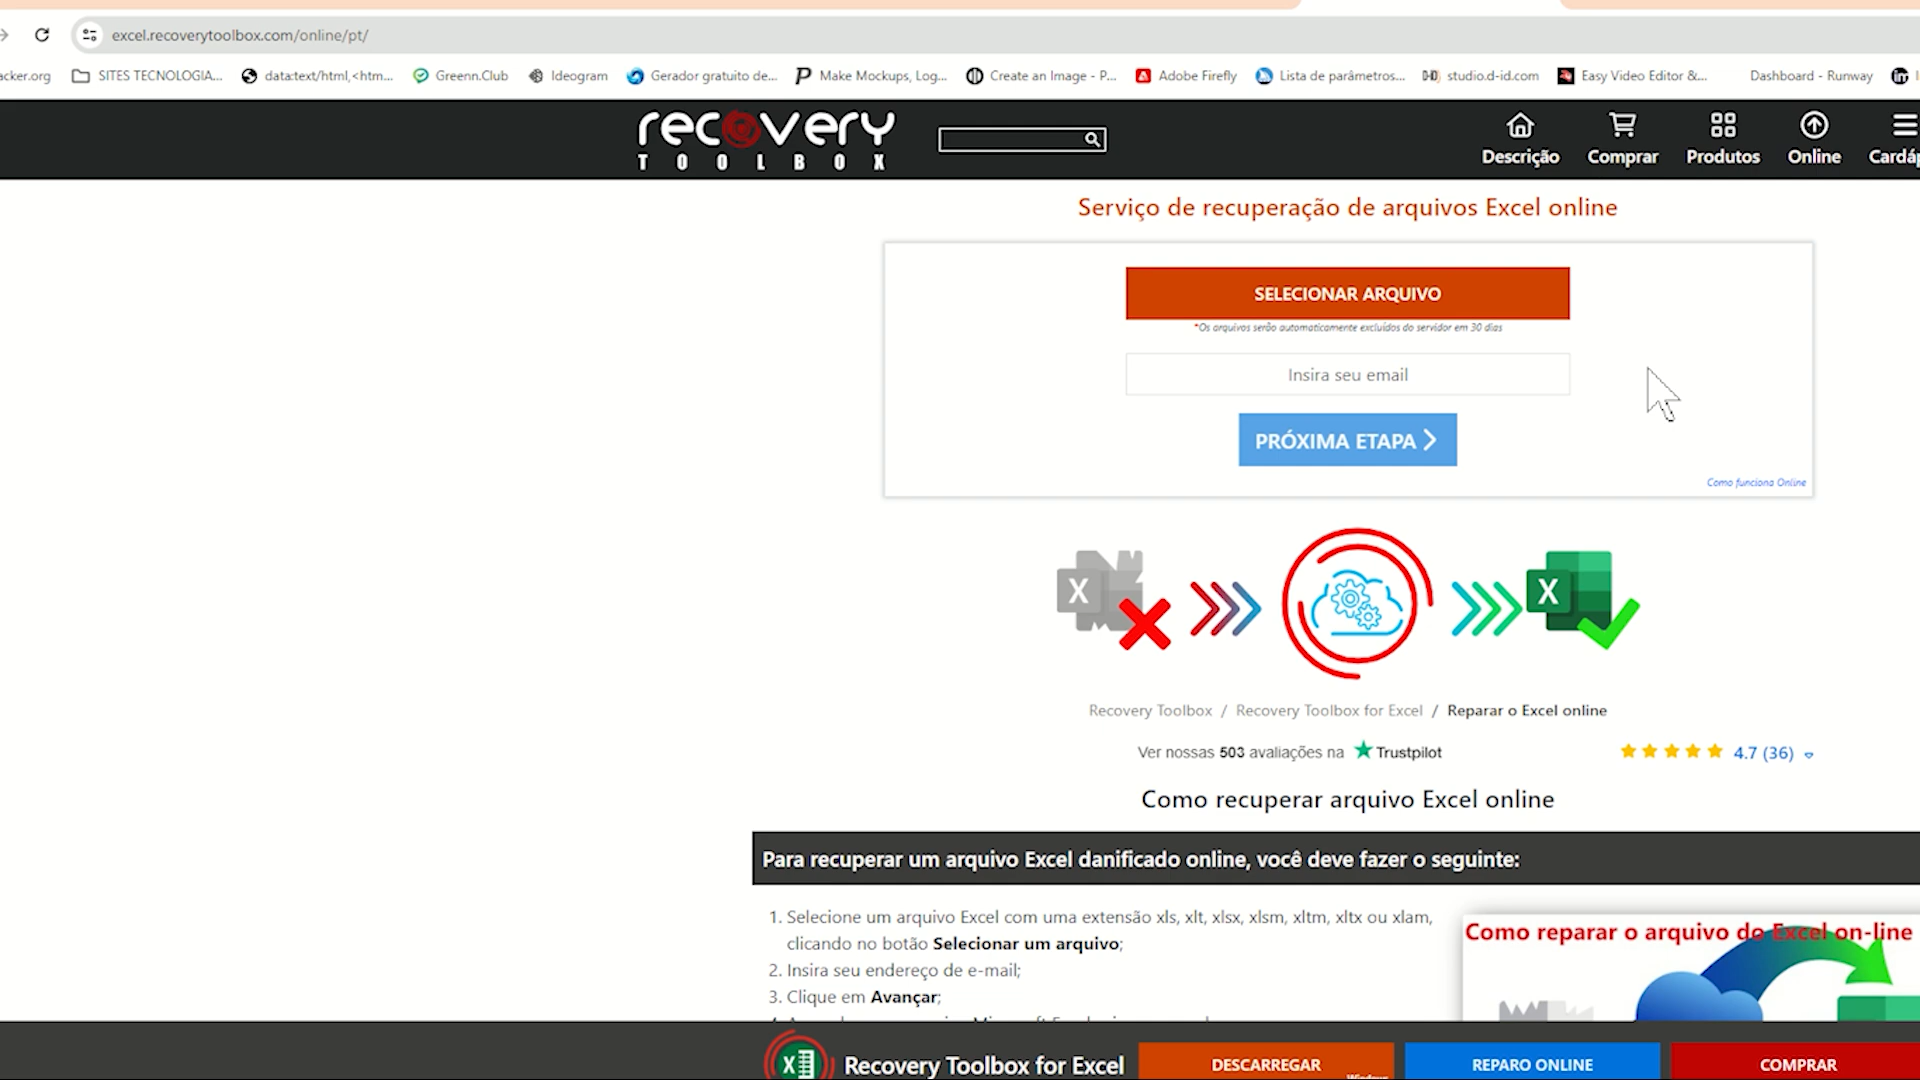 excel.recoverytoolbox.com/online/pt/
acker.org SITES TECNOLOGIA... data:text/html,<htm... Greenn.Club Ideogram Gerador gratuito de... Make Mockups, Log... Create an Image - P... Adobe Firefly Lista de parâmetros... studio.d-id.com Easy Video Editor &... Dashboard - Runway
recovery
TOOLBOX
Descrição Comprar Produtos Online Cardáp
Serviço de recuperação de arquivos Excel online
SELECIONAR ARQUIVO
*Os arquivos serão automaticamente excluídos do servidor em 30 dias
Insira seu email
PRÓXIMA ETAPA
Como funciona Online
X
X
Recovery Toolbox / Recovery Toolbox for Excel / Reparar o Excel online
Ver nossas 503 avaliações na Trustpilot 4.7 (36)
Como recuperar arquivo Excel online
Para recuperar um arquivo Excel danificado online, você deve fazer o seguinte:
1. Selecione um arquivo Excel com uma extensão xls, xlt, xlsx, xlsm, xltm, xltx ou xlam,
clicando no botão Selecionar um arquivo;
2. Insira seu endereço de e-mail;
3. Clique em Avançar;
Como reparar o arquivo do Excel on-line
X Recovery Toolbox for Excel DESCARREGAR REPARO ONLINE COMPRAR